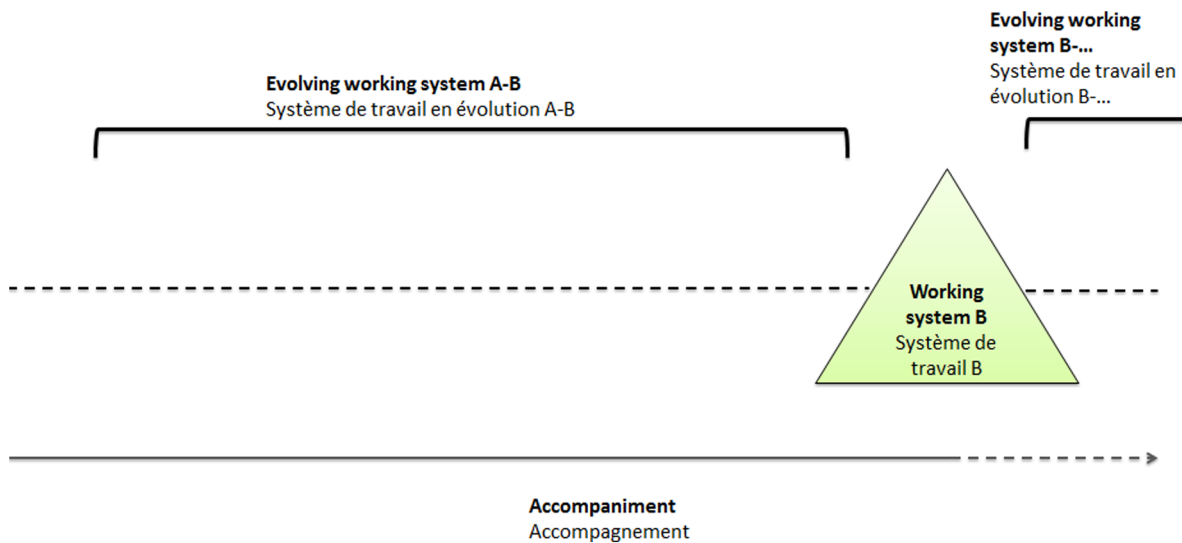 Evolving working system A-B
Système de travail en évolution A-B
Evolving working
system B-...
Système de travail en
évolution B-...
Working
system B
Système de
travail B
Accompaniment
Accompagnement